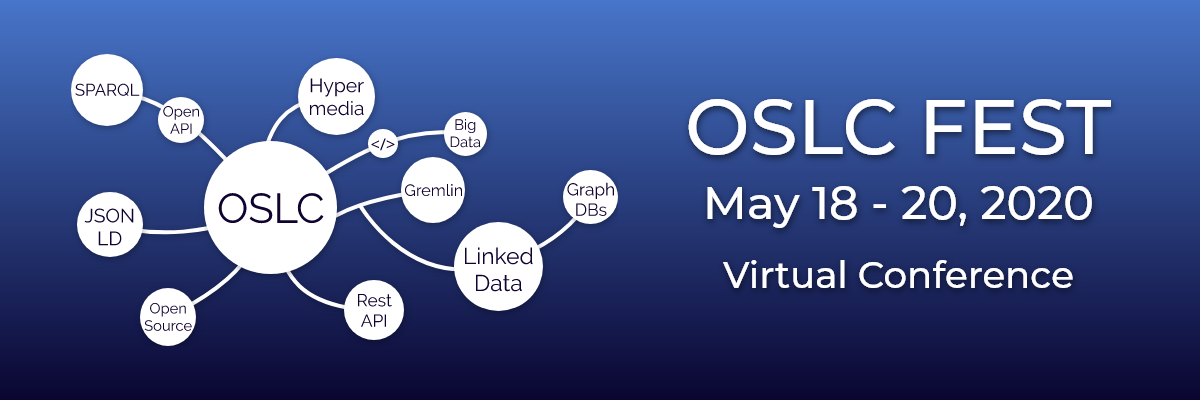 SPARQL
Open
API
Hyper
media
</>
Big
Data
OSLC
Gremlin
Graph
DBs
JSON
LD
Linked
Data
Open
Source
Rest
API
OSLC FEST
May 18 - 20, 2020
Virtual Conference